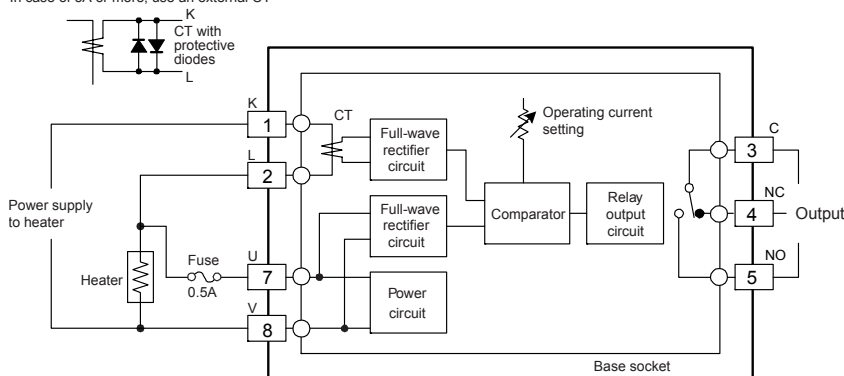 In case of 5A or more, use an external CT
K
CT with
protective
diodes
L
K
1
L
2
CT
Full-wave
rectifier
circuit
Operating current
setting
Power supply
to heater
Heater
Fuse
0.5A
U
7
V
8
Full-wave
rectifier
circuit
Power
circuit
Comparator
Relay
output
circuit
C
3
NC
4
NO
5
Output
Base socket